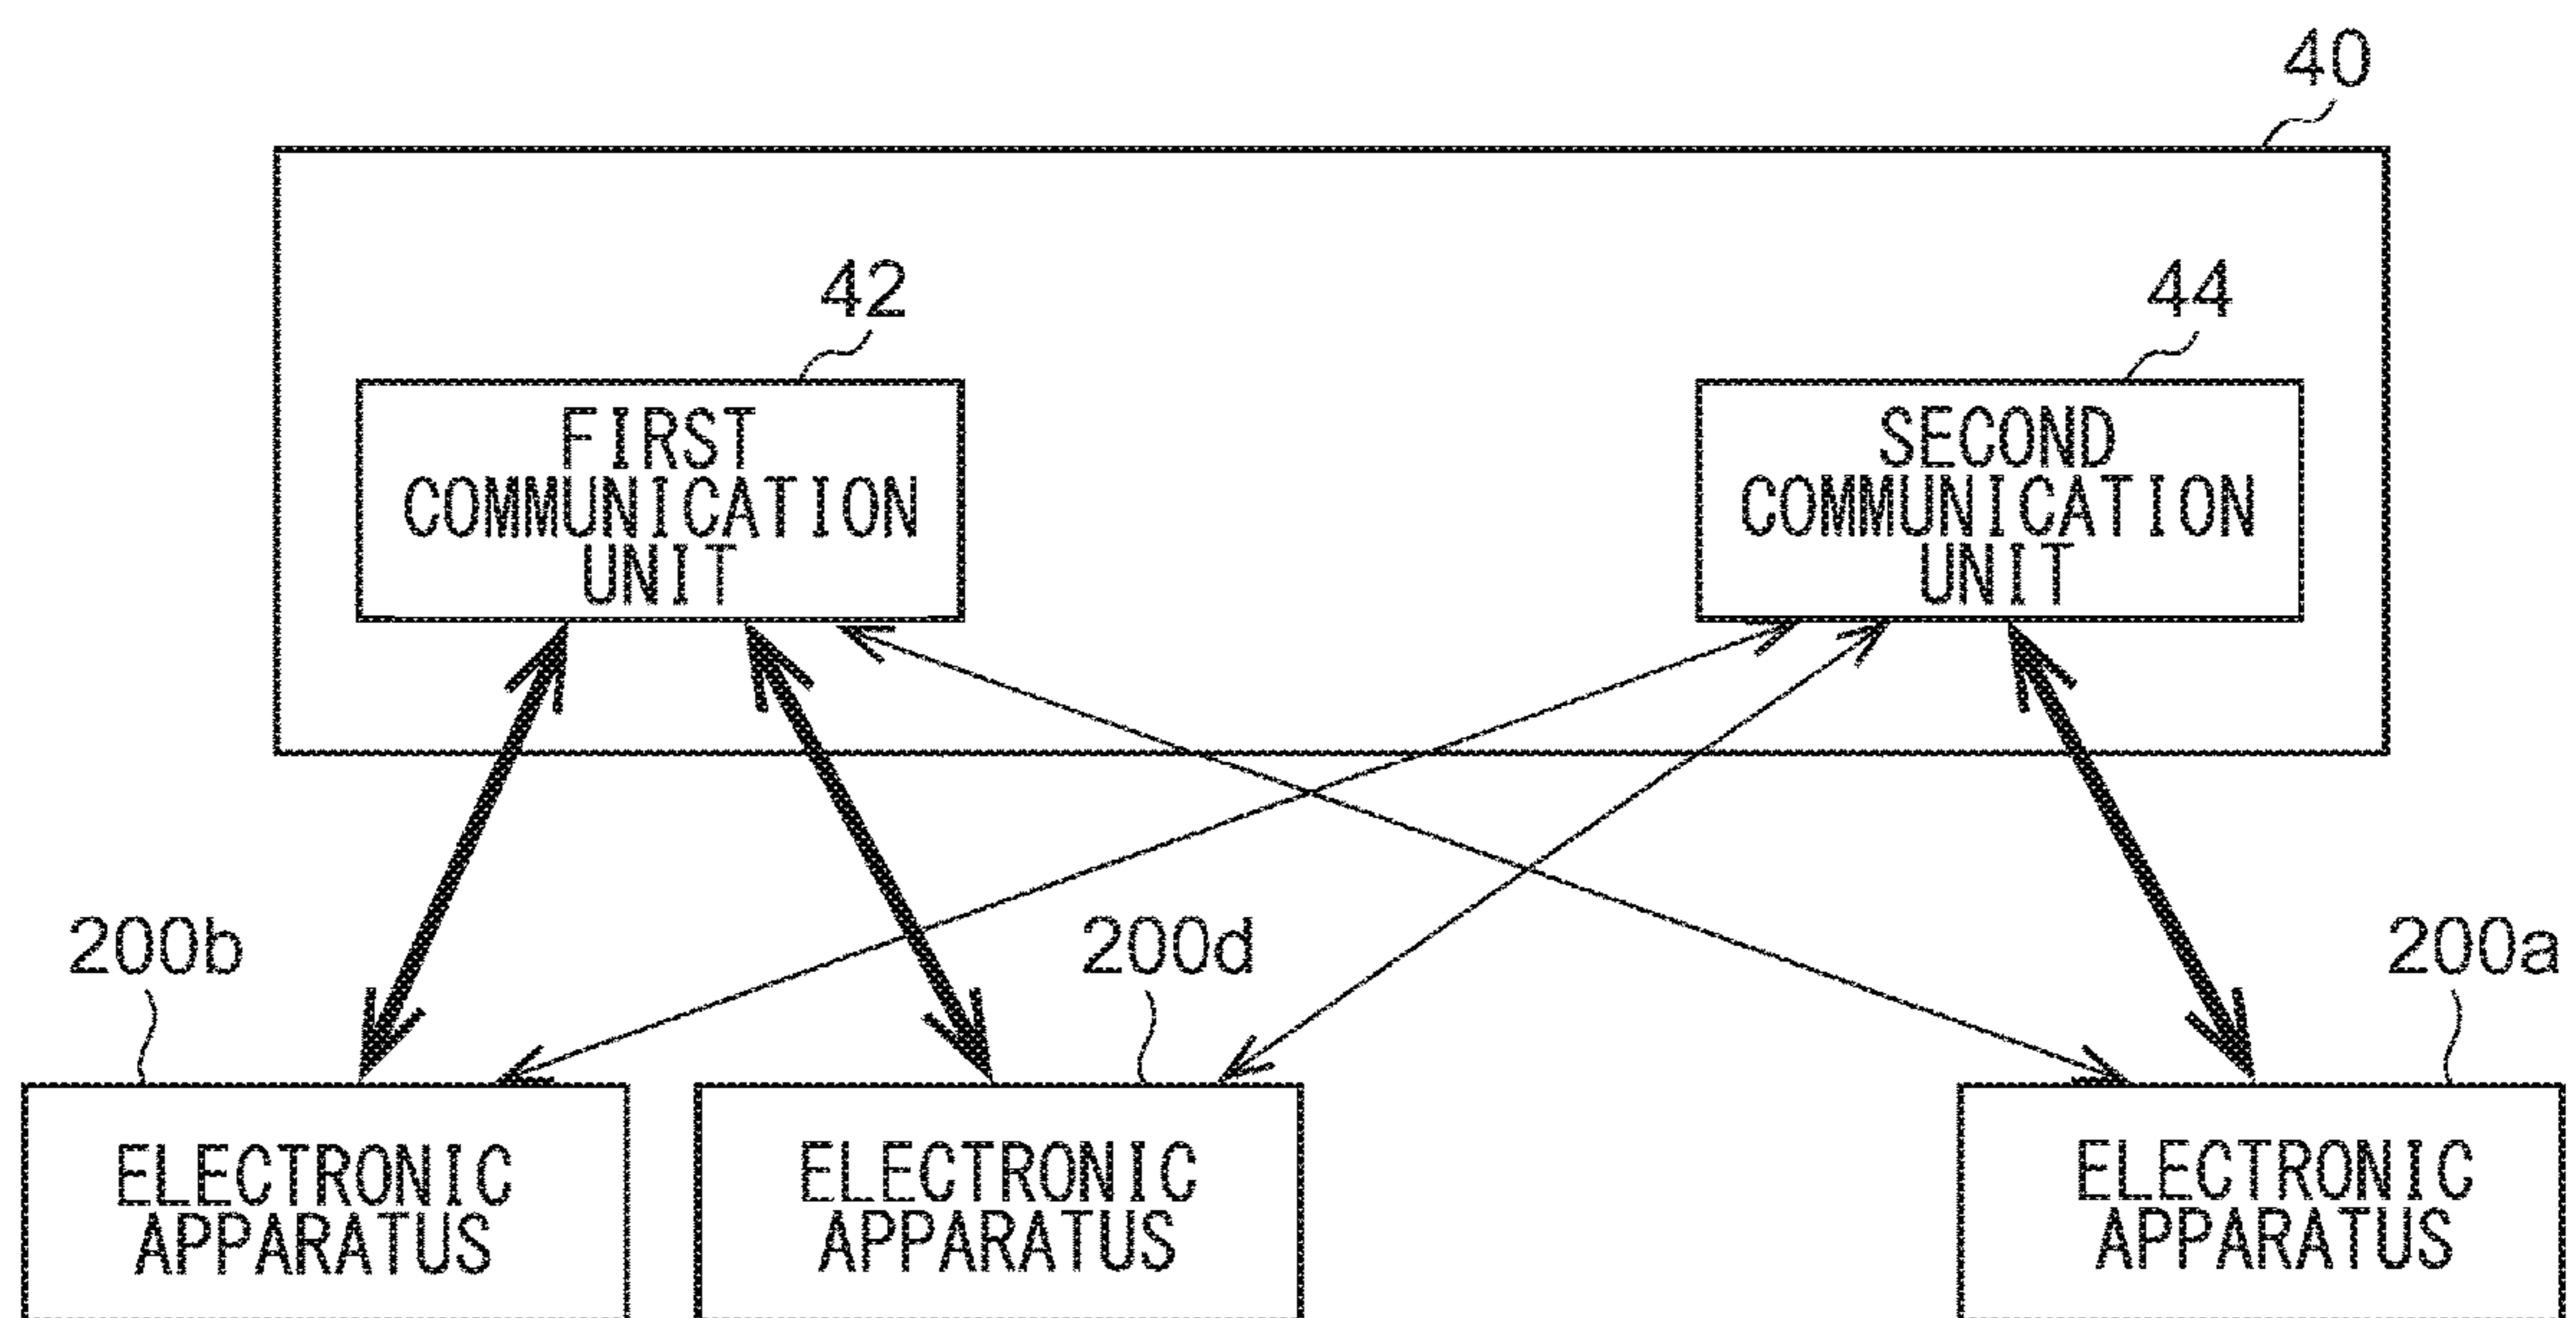 40
42
44
FIRST
COMMUNICATION
UNIT
SECOND
COMMUNICATION
UNIT
200b
200d
200a
ELECTRONIC
APPARATUS
ELECTRONIC
APPARATUS
ELECTRONIC
APPARATUS